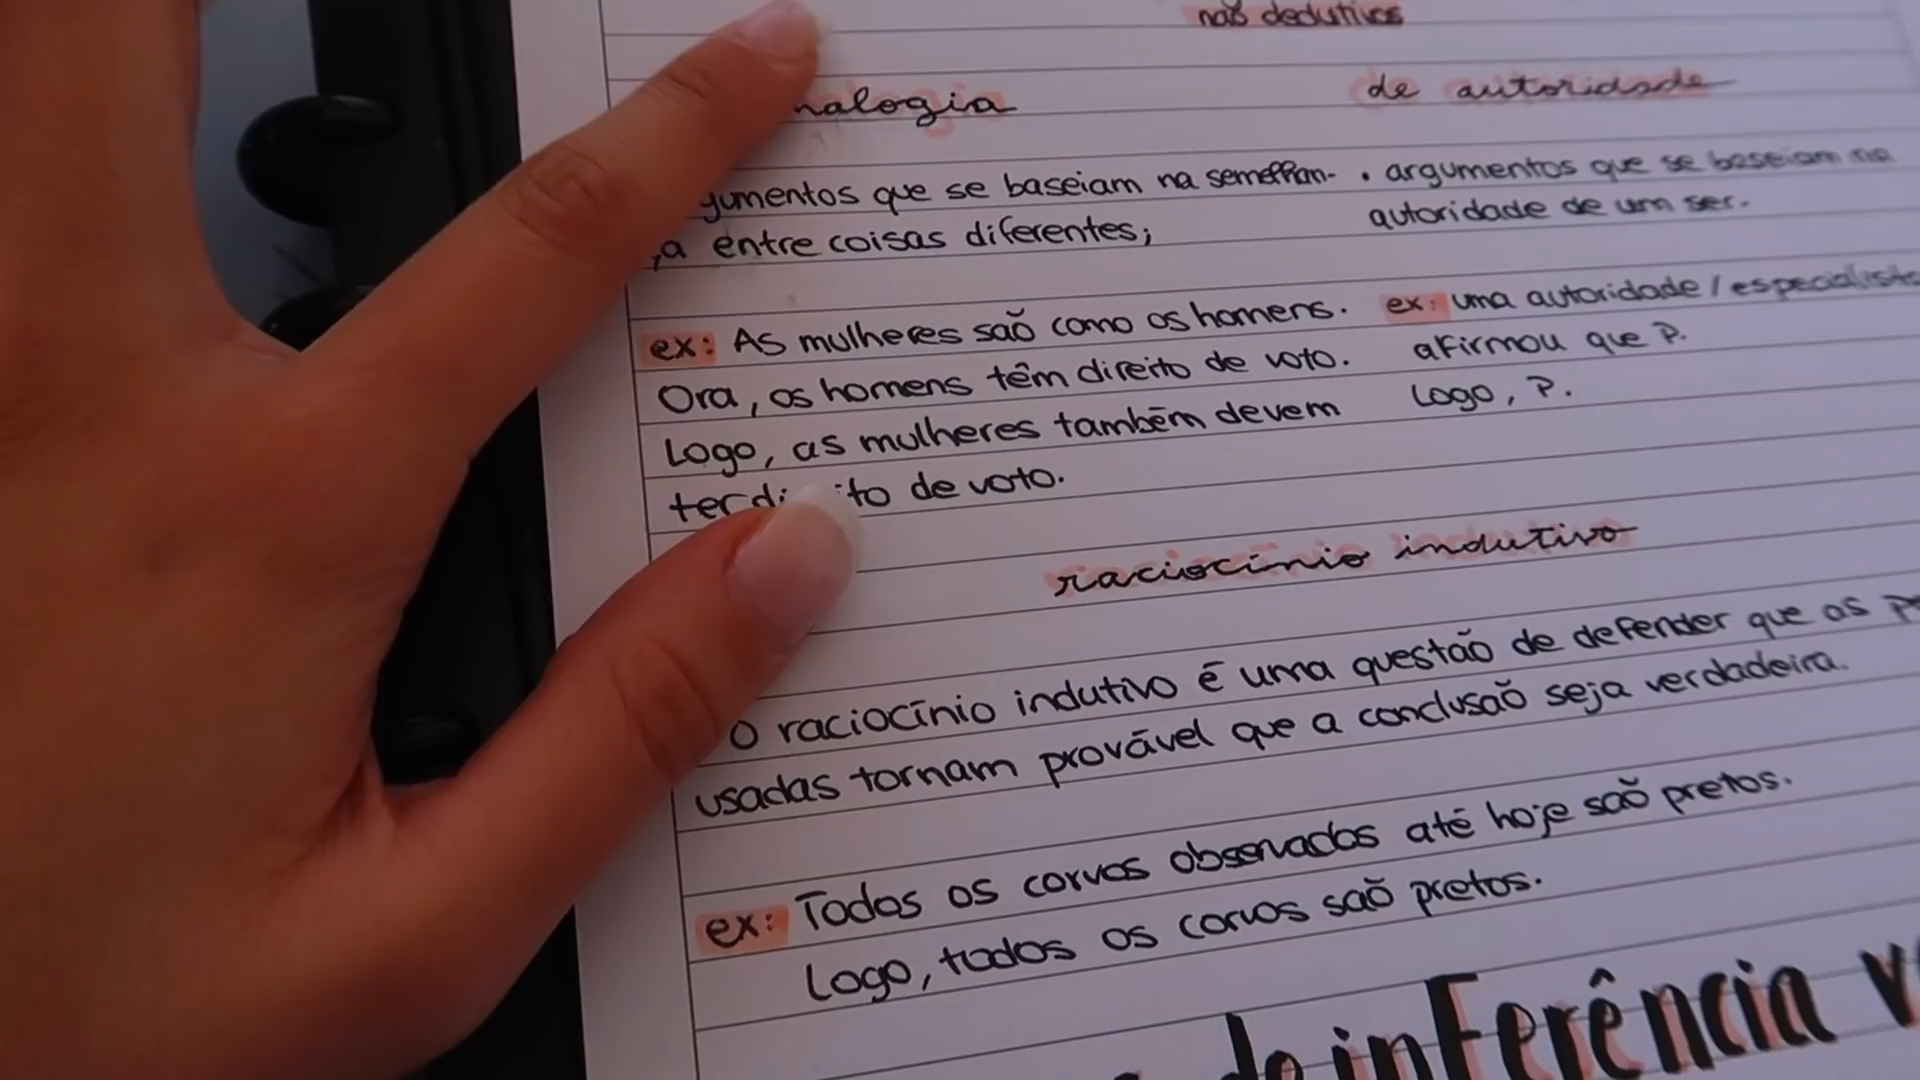 não dedutivos
nalogia
de autoridade
gumentos que se baseiam na semelhan-
ça entre coisas diferentes;
• argumentos que se baseiam na
autoridade de um ser.
ex: As mulheres são como os homens.
Ora, os homens têm direito de voto.
Logo, as mulheres também devem
ter direito de voto.
ex: uma autoridade / especialista
afirmou que P.
Logo, P.
raciocínio indutivo
O raciocínio indutivo é uma questão de defender que as
usadas tornam provável que a conclusão seja verdadeira.
ex: Todos os corvos observados até hoje são pretos.
Logo, todos os corvos são pretos.
de inferência